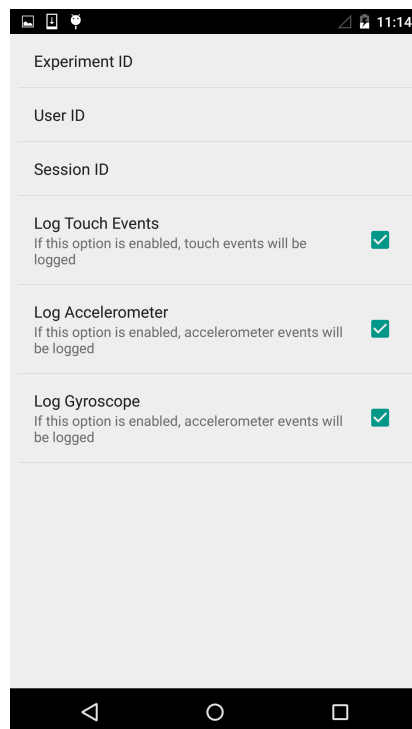 11:14
Experiment ID
User ID
Session ID
Log Touch Events
If this option is enabled, touch events will be
logged
Log Accelerometer
If this option is enabled, accelerometer events will
be logged
Log Gyroscope
If this option is enabled, accelerometer events will
be logged